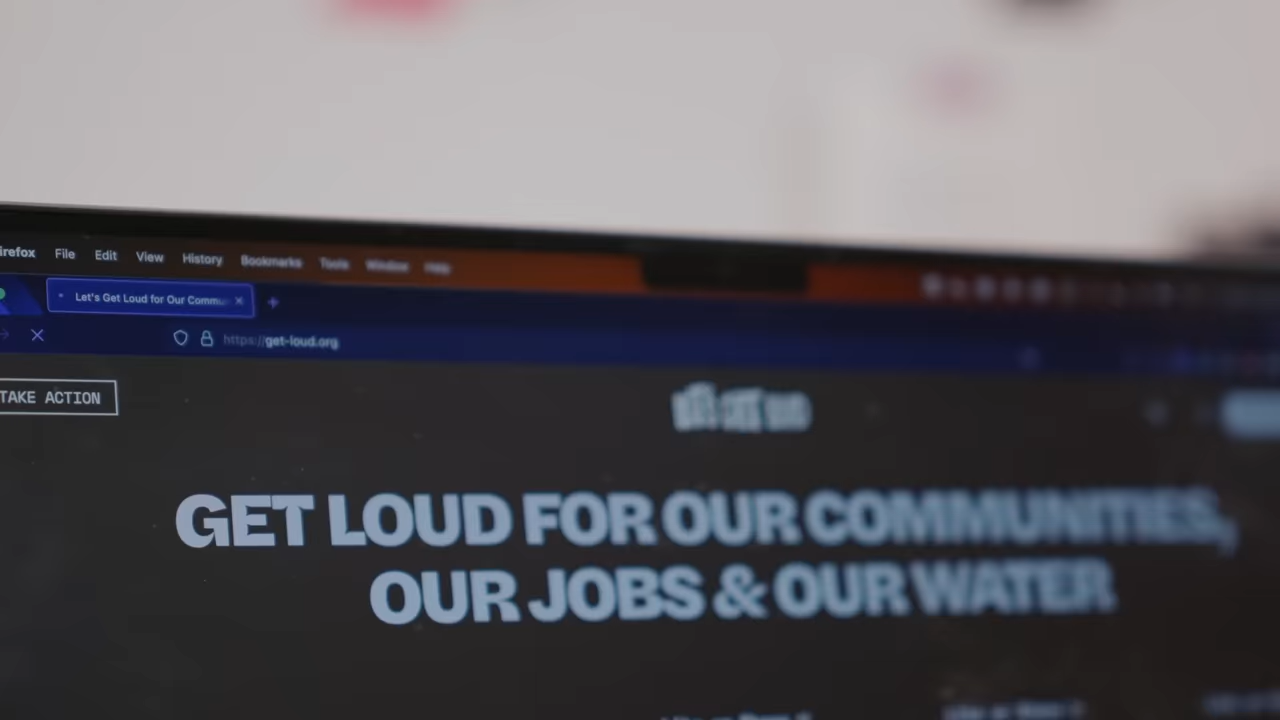 irefox File Edit View History Bookmarks Tools Window Help
Let's Get Loud for Our Commu
https://get-loud.org
TAKE ACTION
GET LOUD FOR OUR COMMUNITIES,
OUR JOBS & OUR WATER